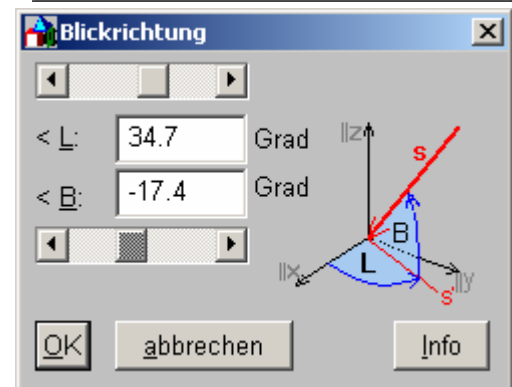 Blickrichtung
< L: 34.7 Grad
< B: -17.4 Grad
||z
s
B
L
||x
||y
s'
OK abbrechen Info